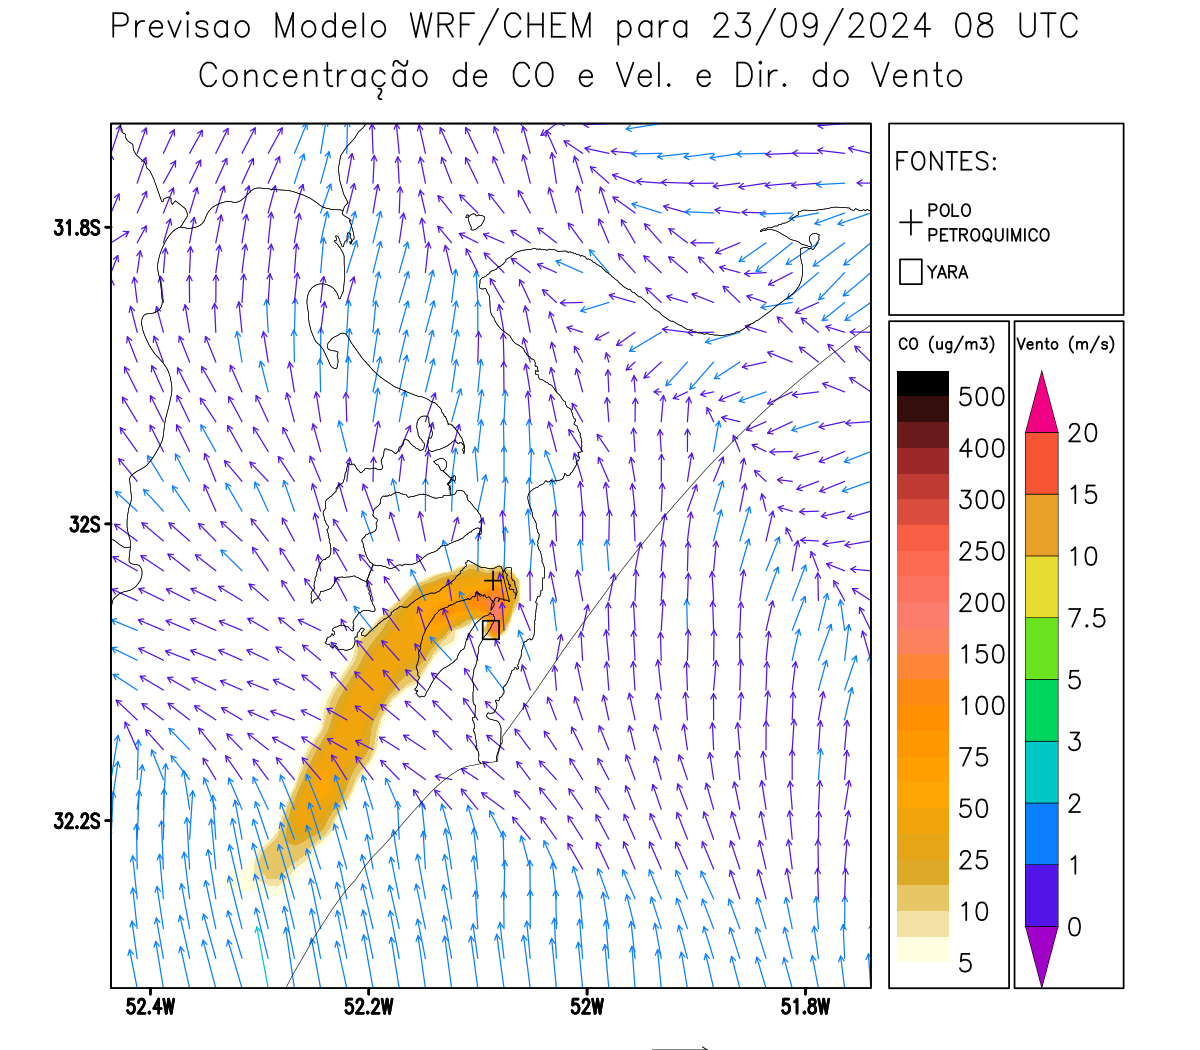 Previsao Modelo WRF/CHEM para 23/09/2024 08 UTC
Concentração de CO e Vel. e Dir. do Vento
FONTES:
POLO
PETROQUIMICO
YARA
CO (ug/m3)
500
400
300
250
200
150
100
75
50
25
10
5
Vento (m/s)
20
15
10
7.5
5
3
2
1
0
31.8S
32S
32.2S
52.4W
52.2W
52W
51.8W